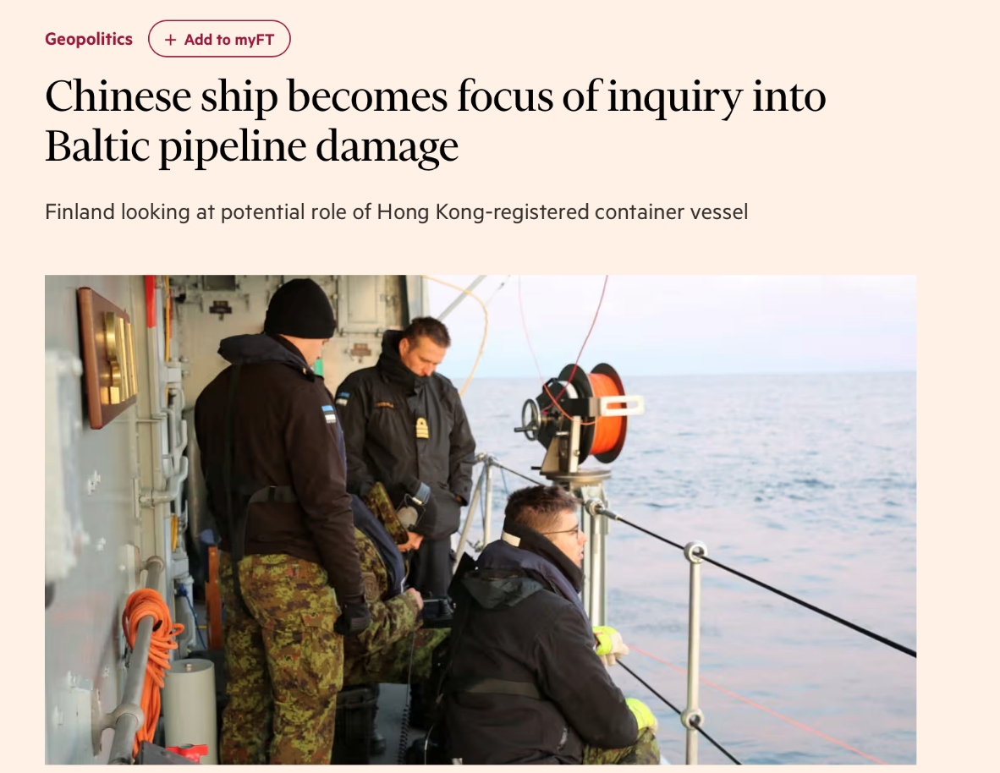 Geopolitics + Add to myFT
Chinese ship becomes focus of inquiry into
Baltic pipeline damage
Finland looking at potential role of Hong Kong-registered container vessel